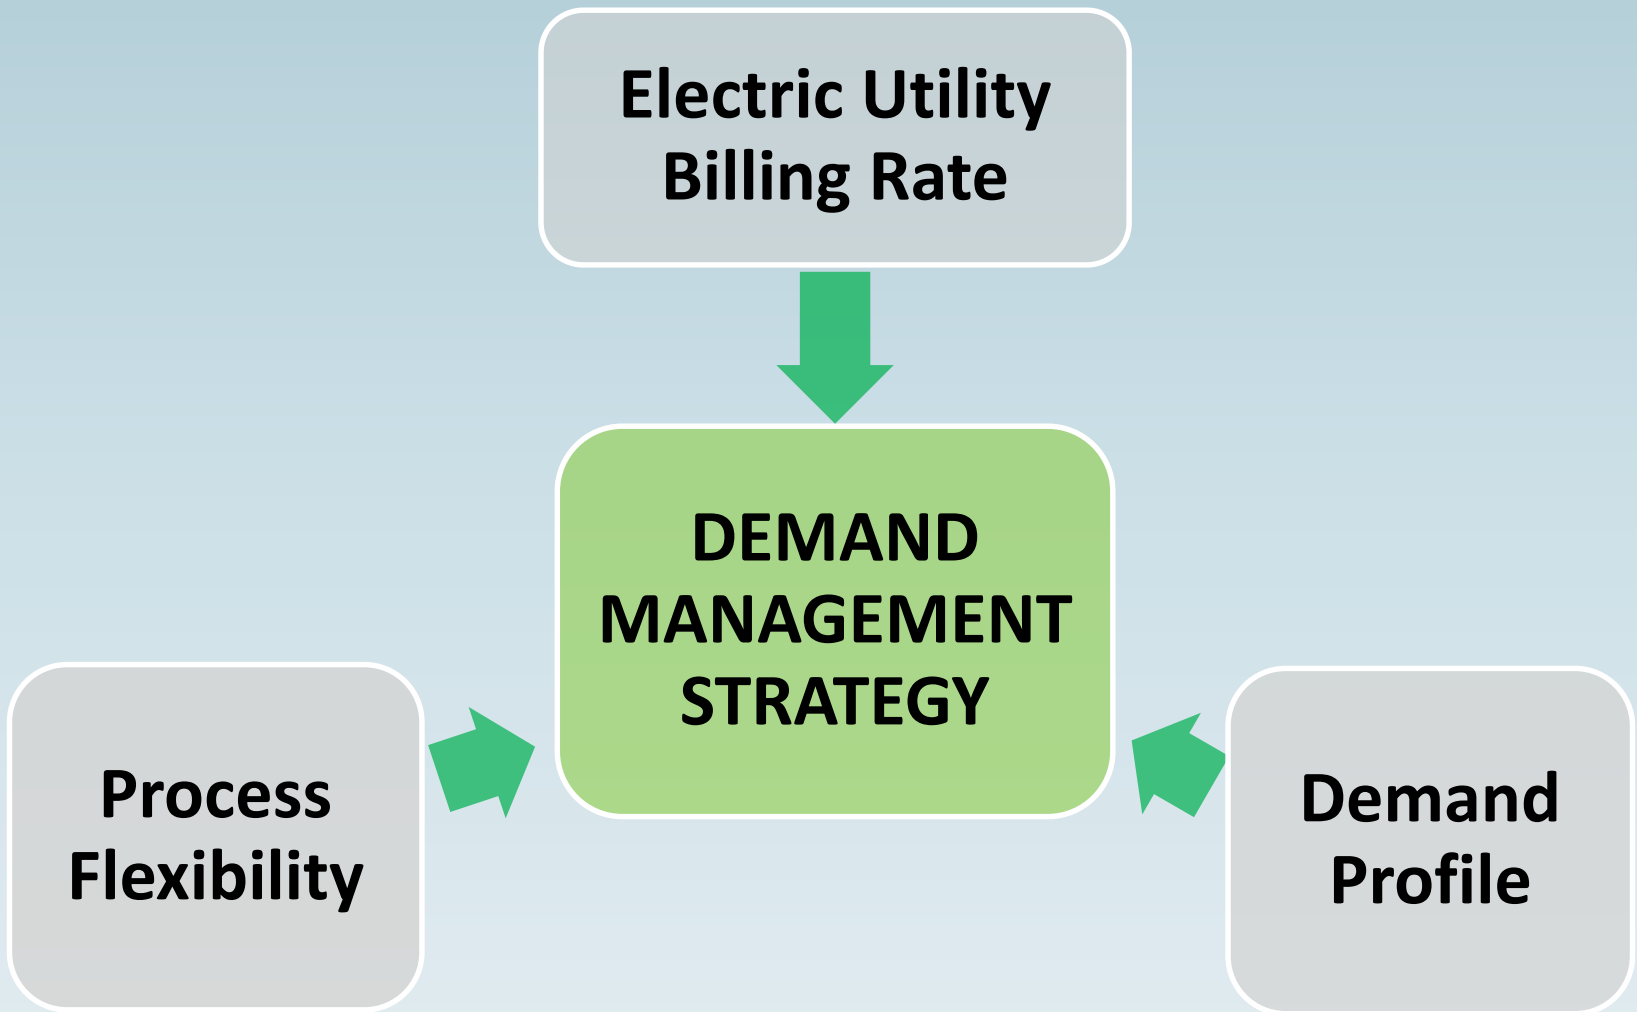 Electric Utility
Billing Rate
DEMAND
MANAGEMENT
STRATEGY
Process
Flexibility
Demand
Profile